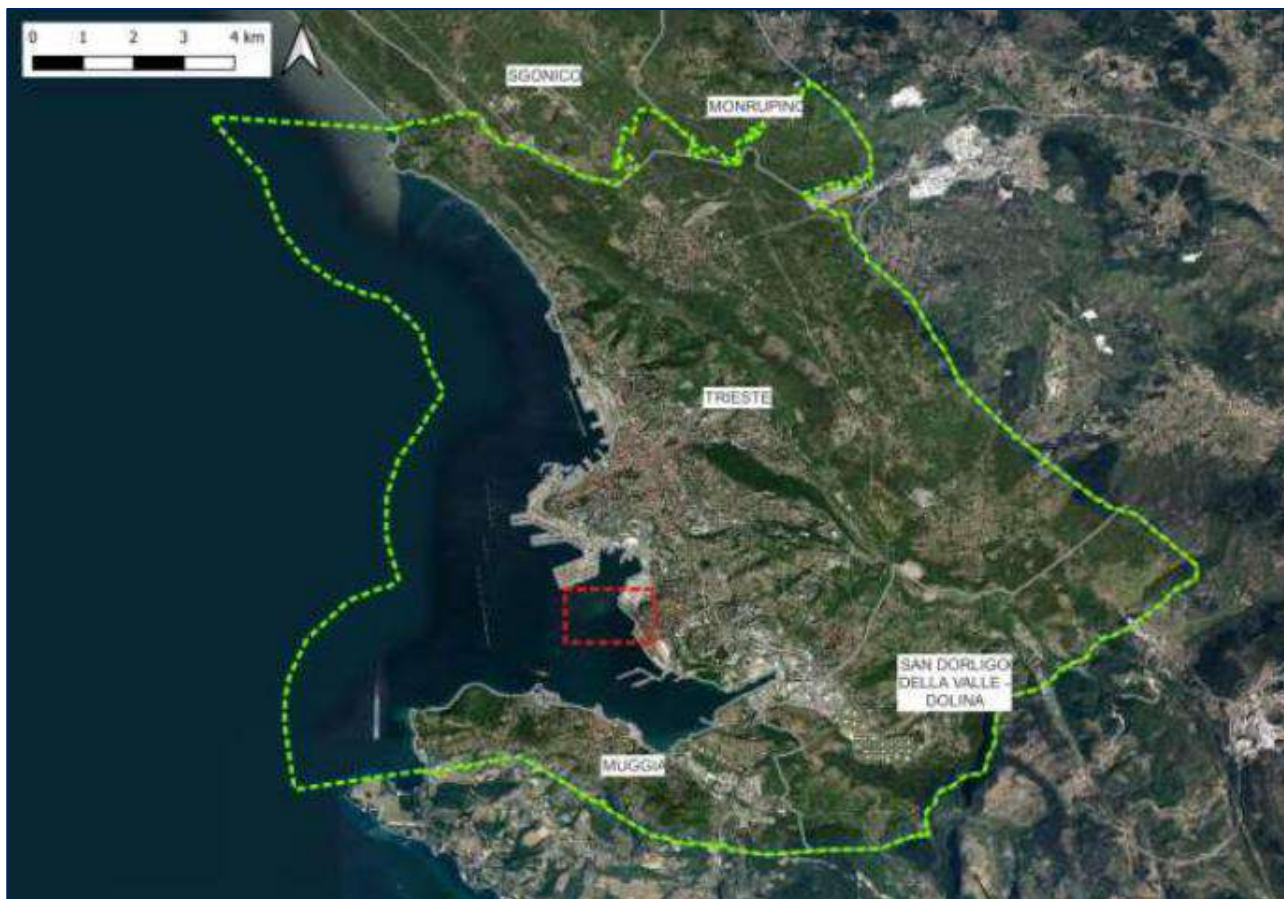 0 1 2 3 4 km
SGONICO
MONRUPINO
TRIESTE
SAN DORLIGO
DELLA VALLE -
DOLINA
MUGGIA